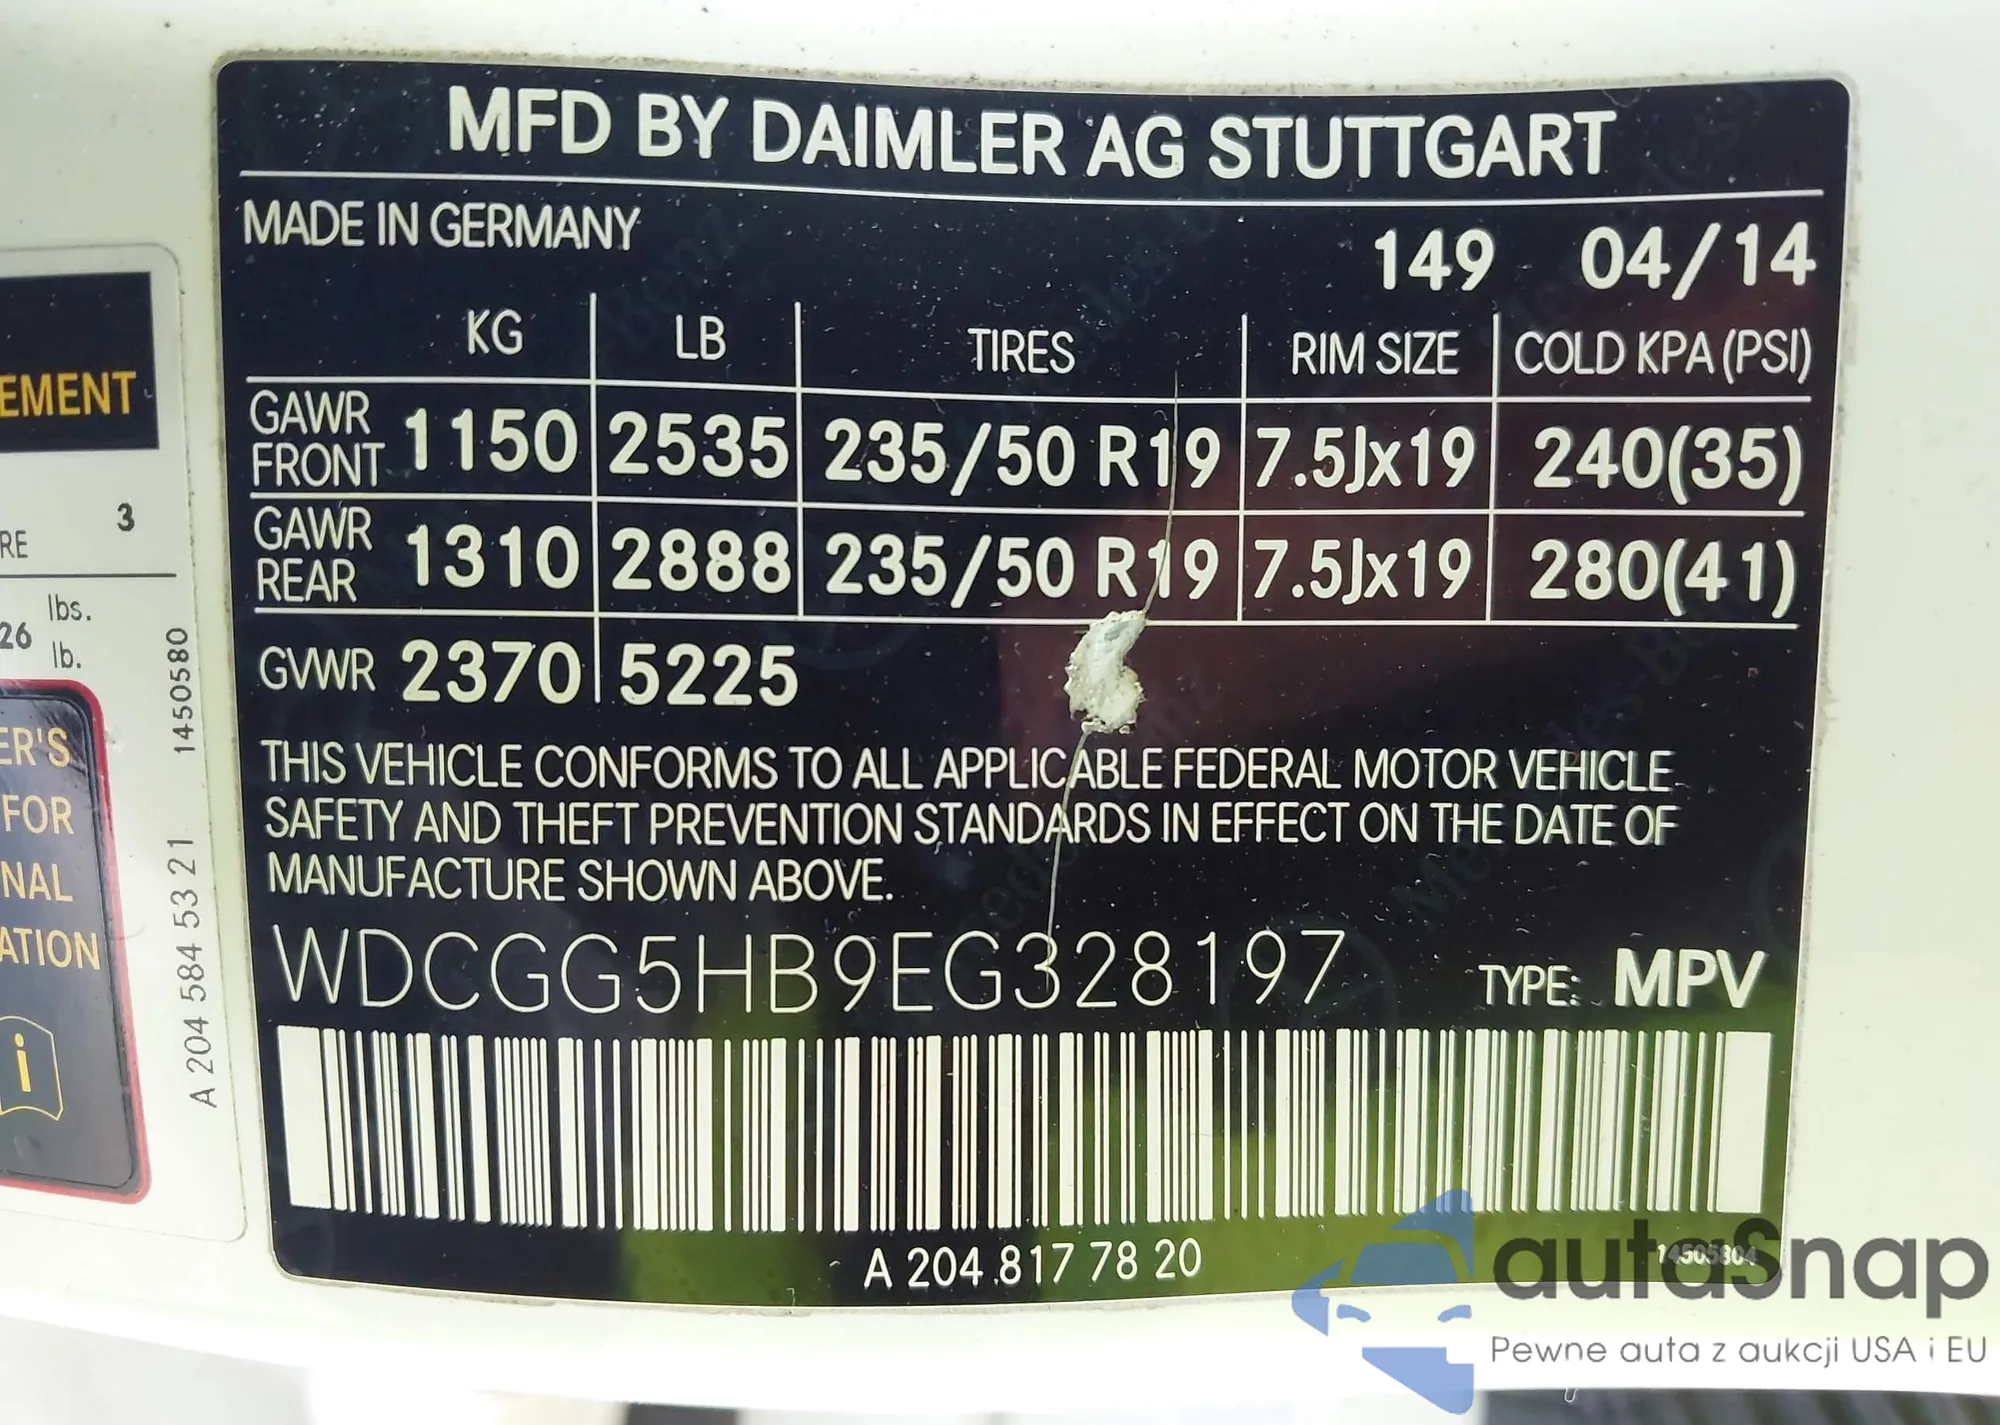 MFD BY DAIMLER AG STUTTGART
MADE IN GERMANY
149 04/14
KG LB TIRES RIM SIZE COLD KPA (PSI)
GAWR FRONT 1150 2535 235/50 R19 7.5Jx19 240(35)
GAWR REAR 1310 2888 235/50 R19 7.5Jx19 280(41)
GVWR 2370 5225
THIS VEHICLE CONFORMS TO ALL APPLICABLE FEDERAL MOTOR VEHICLE
SAFETY AND THEFT PREVENTION STANDARDS IN EFFECT ON THE DATE OF
MANUFACTURE SHOWN ABOVE.
WDCGG5HB9EG328197 TYPE: MPV
A 204 817 78 20
14505804
EMENT
RE 3
26 lbs.
lb.
ER'S
FOR
NAL
ATION
i
A 204 584 53 21 1450580
autoSnap
Pewne auta z aukcji USA i EU